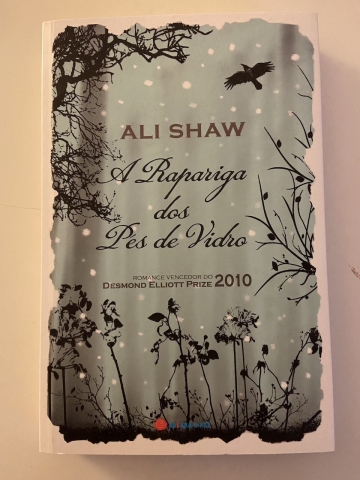 ALI SHAW
A Rapariga
dos
Pés de Vidro
ROMANCE VENCEDOR DO
DESMOND ELLIOTT PRIZE 2010